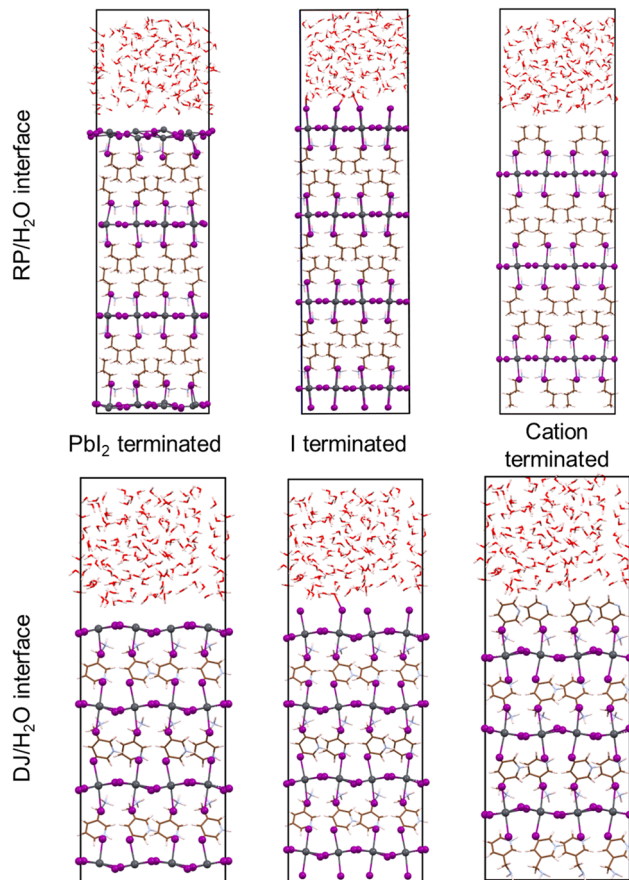 RP/H₂O interface
PbI₂ terminated
I terminated
Cation
terminated
DJ/H₂O interface